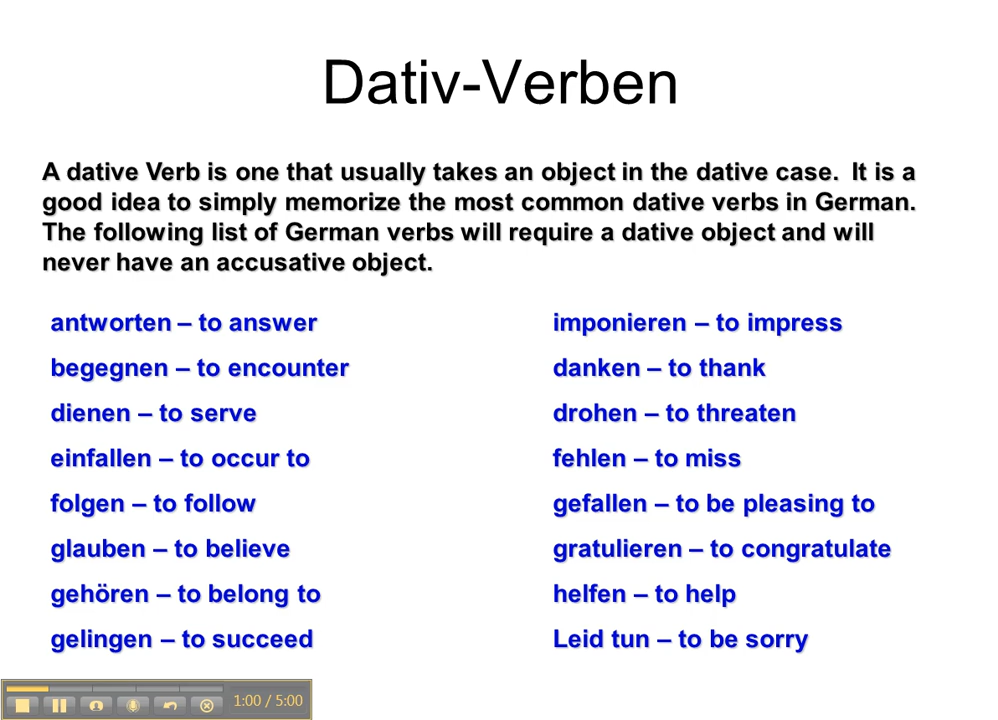 Dativ-Verben
A dative Verb is one that usually takes an object in the dative case.  It is a
good idea to simply memorize the most common dative verbs in German.
The following list of German verbs will require a dative object and will
never have an accusative object.
antworten – to answer
begegnen – to encounter
dienen – to serve
einfallen – to occur to
folgen – to follow
glauben – to believe
gehören – to belong to
gelingen – to succeed
imponieren – to impress
danken – to thank
drohen – to threaten
fehlen – to miss
gefallen – to be pleasing to
gratulieren – to congratulate
helfen – to help
Leid tun – to be sorry
1:00 / 5:00